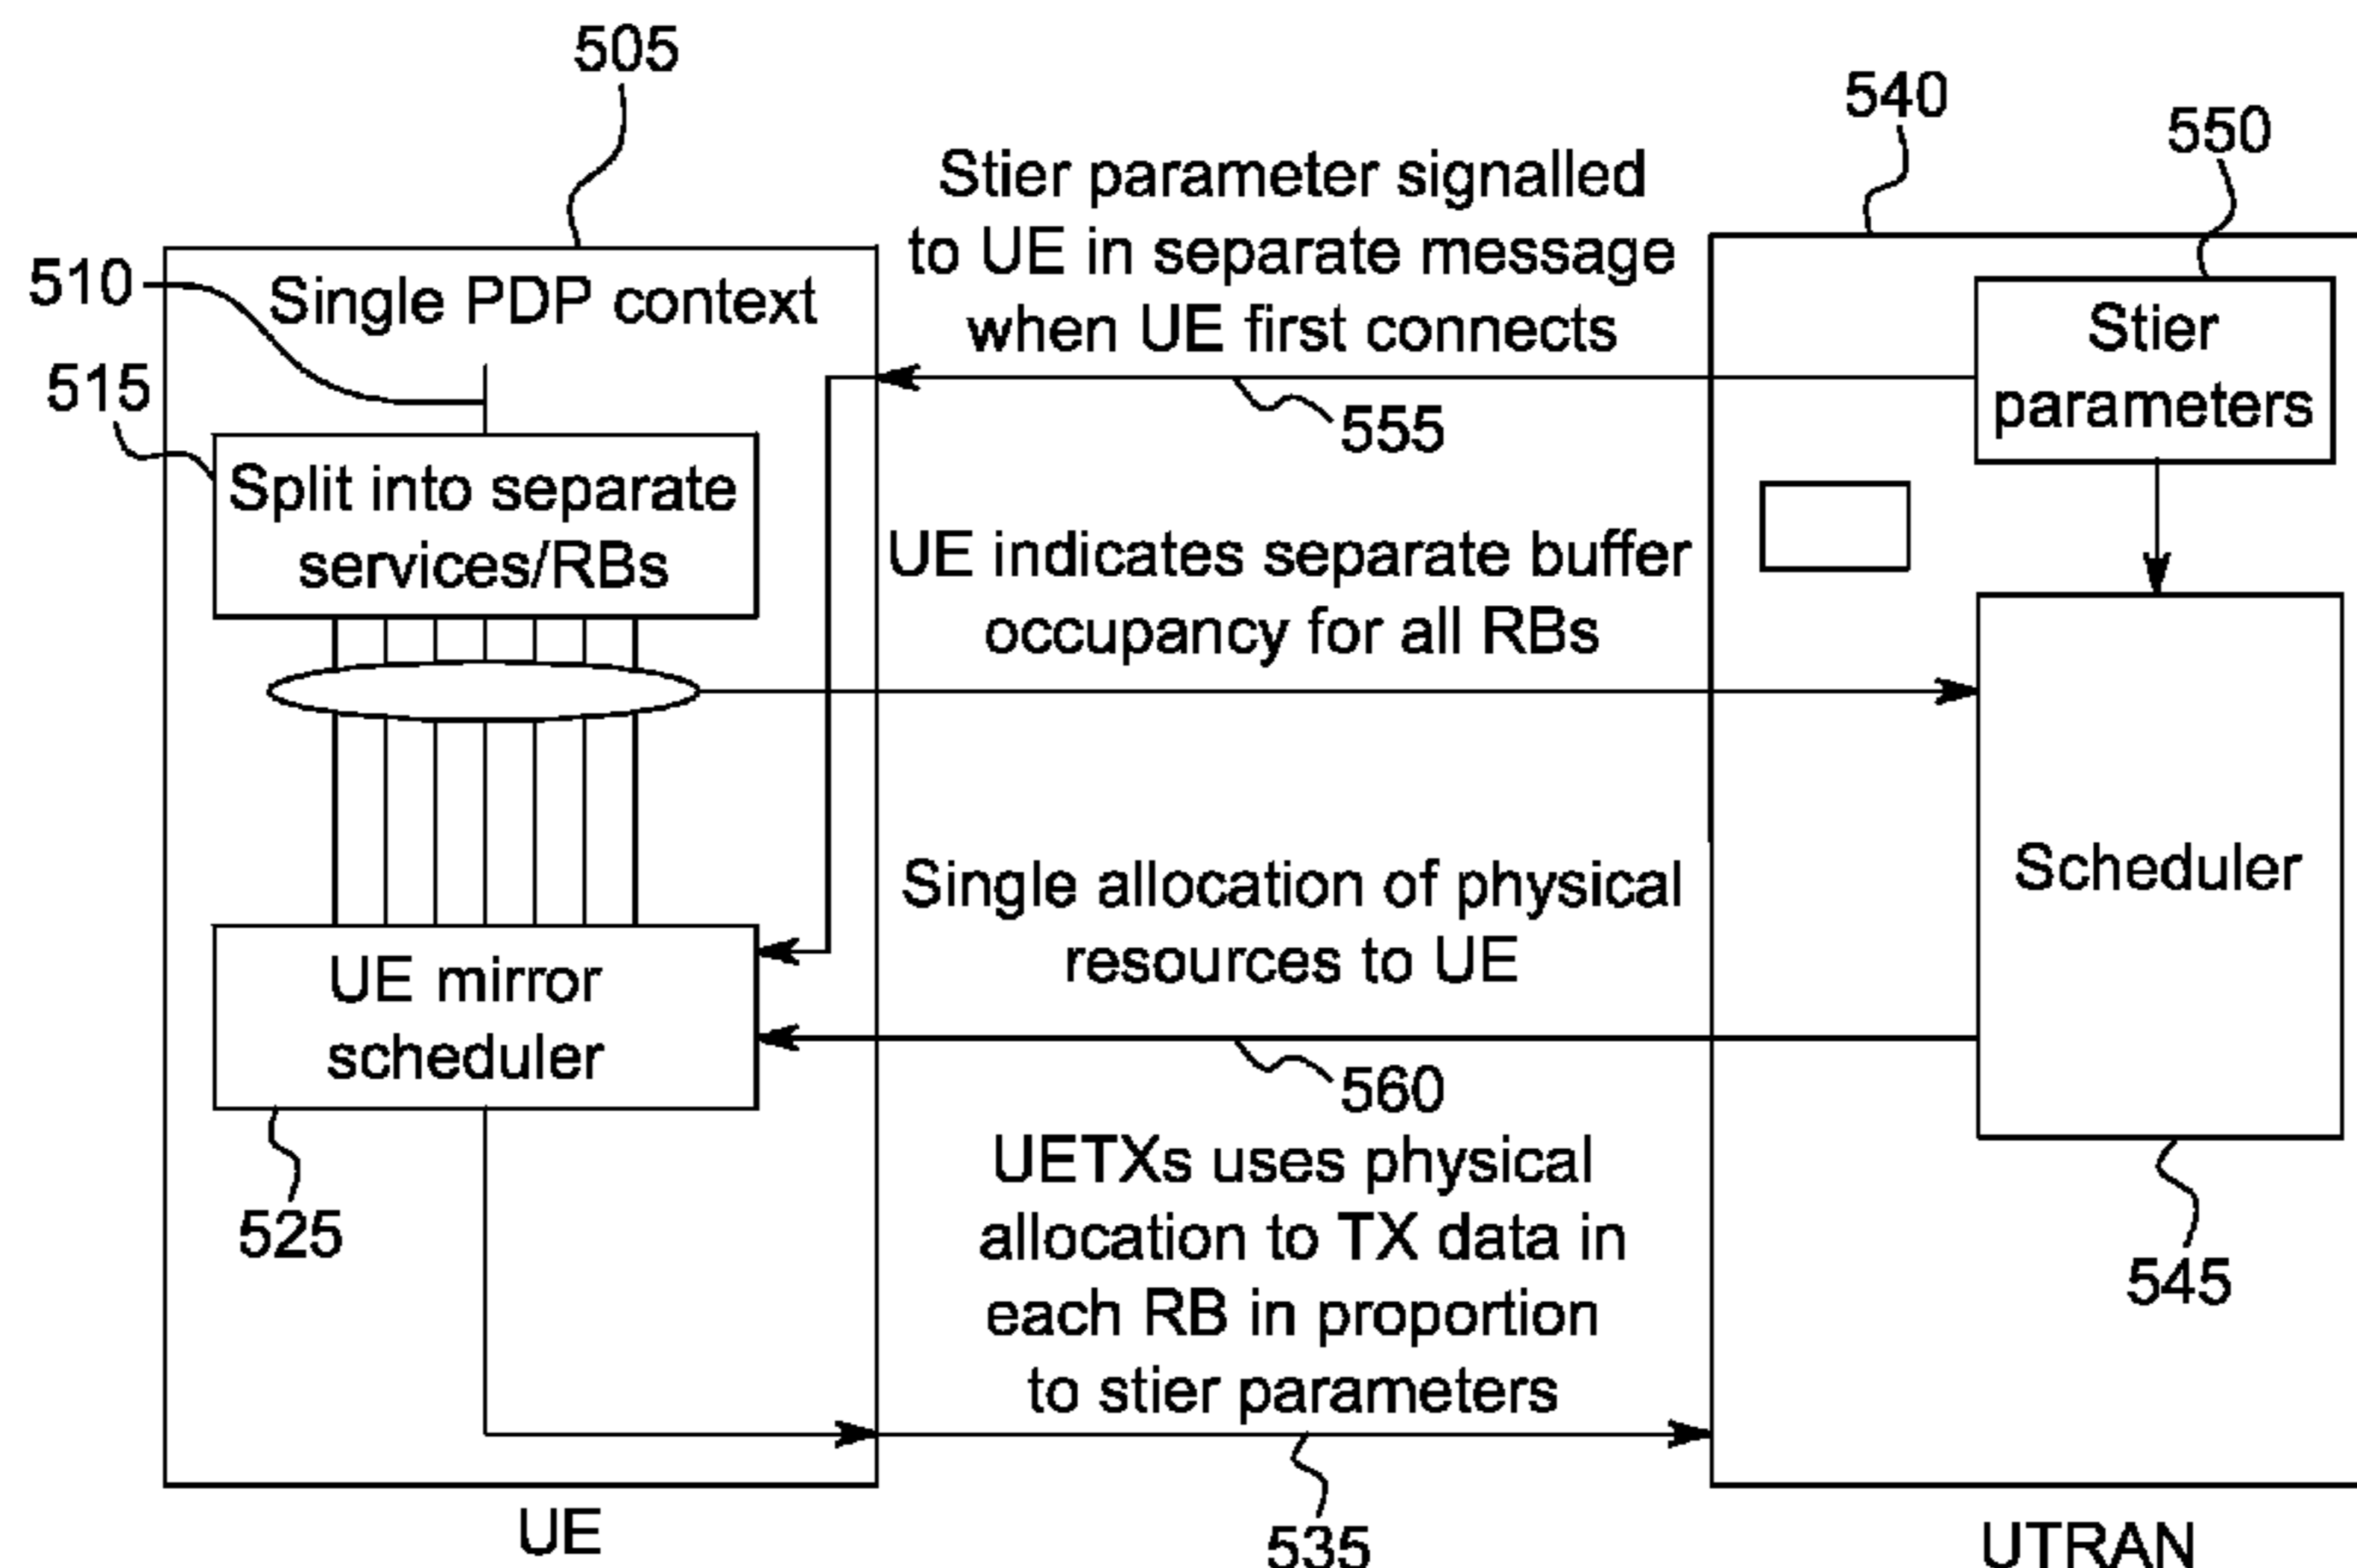 505
540
550
Stier parameter signalled
to UE in separate message
when UE first connects
510
Single PDP context
Stier
parameters
515
555
Split into separate
services/RBs
UE indicates separate buffer
occupancy for all RBs
Single allocation of physical
resources to UE
Scheduler
UE mirror
scheduler
560
525
UETXs uses physical
allocation to TX data in
each RB in proportion
to stier parameters
545
UE
535
UTRAN